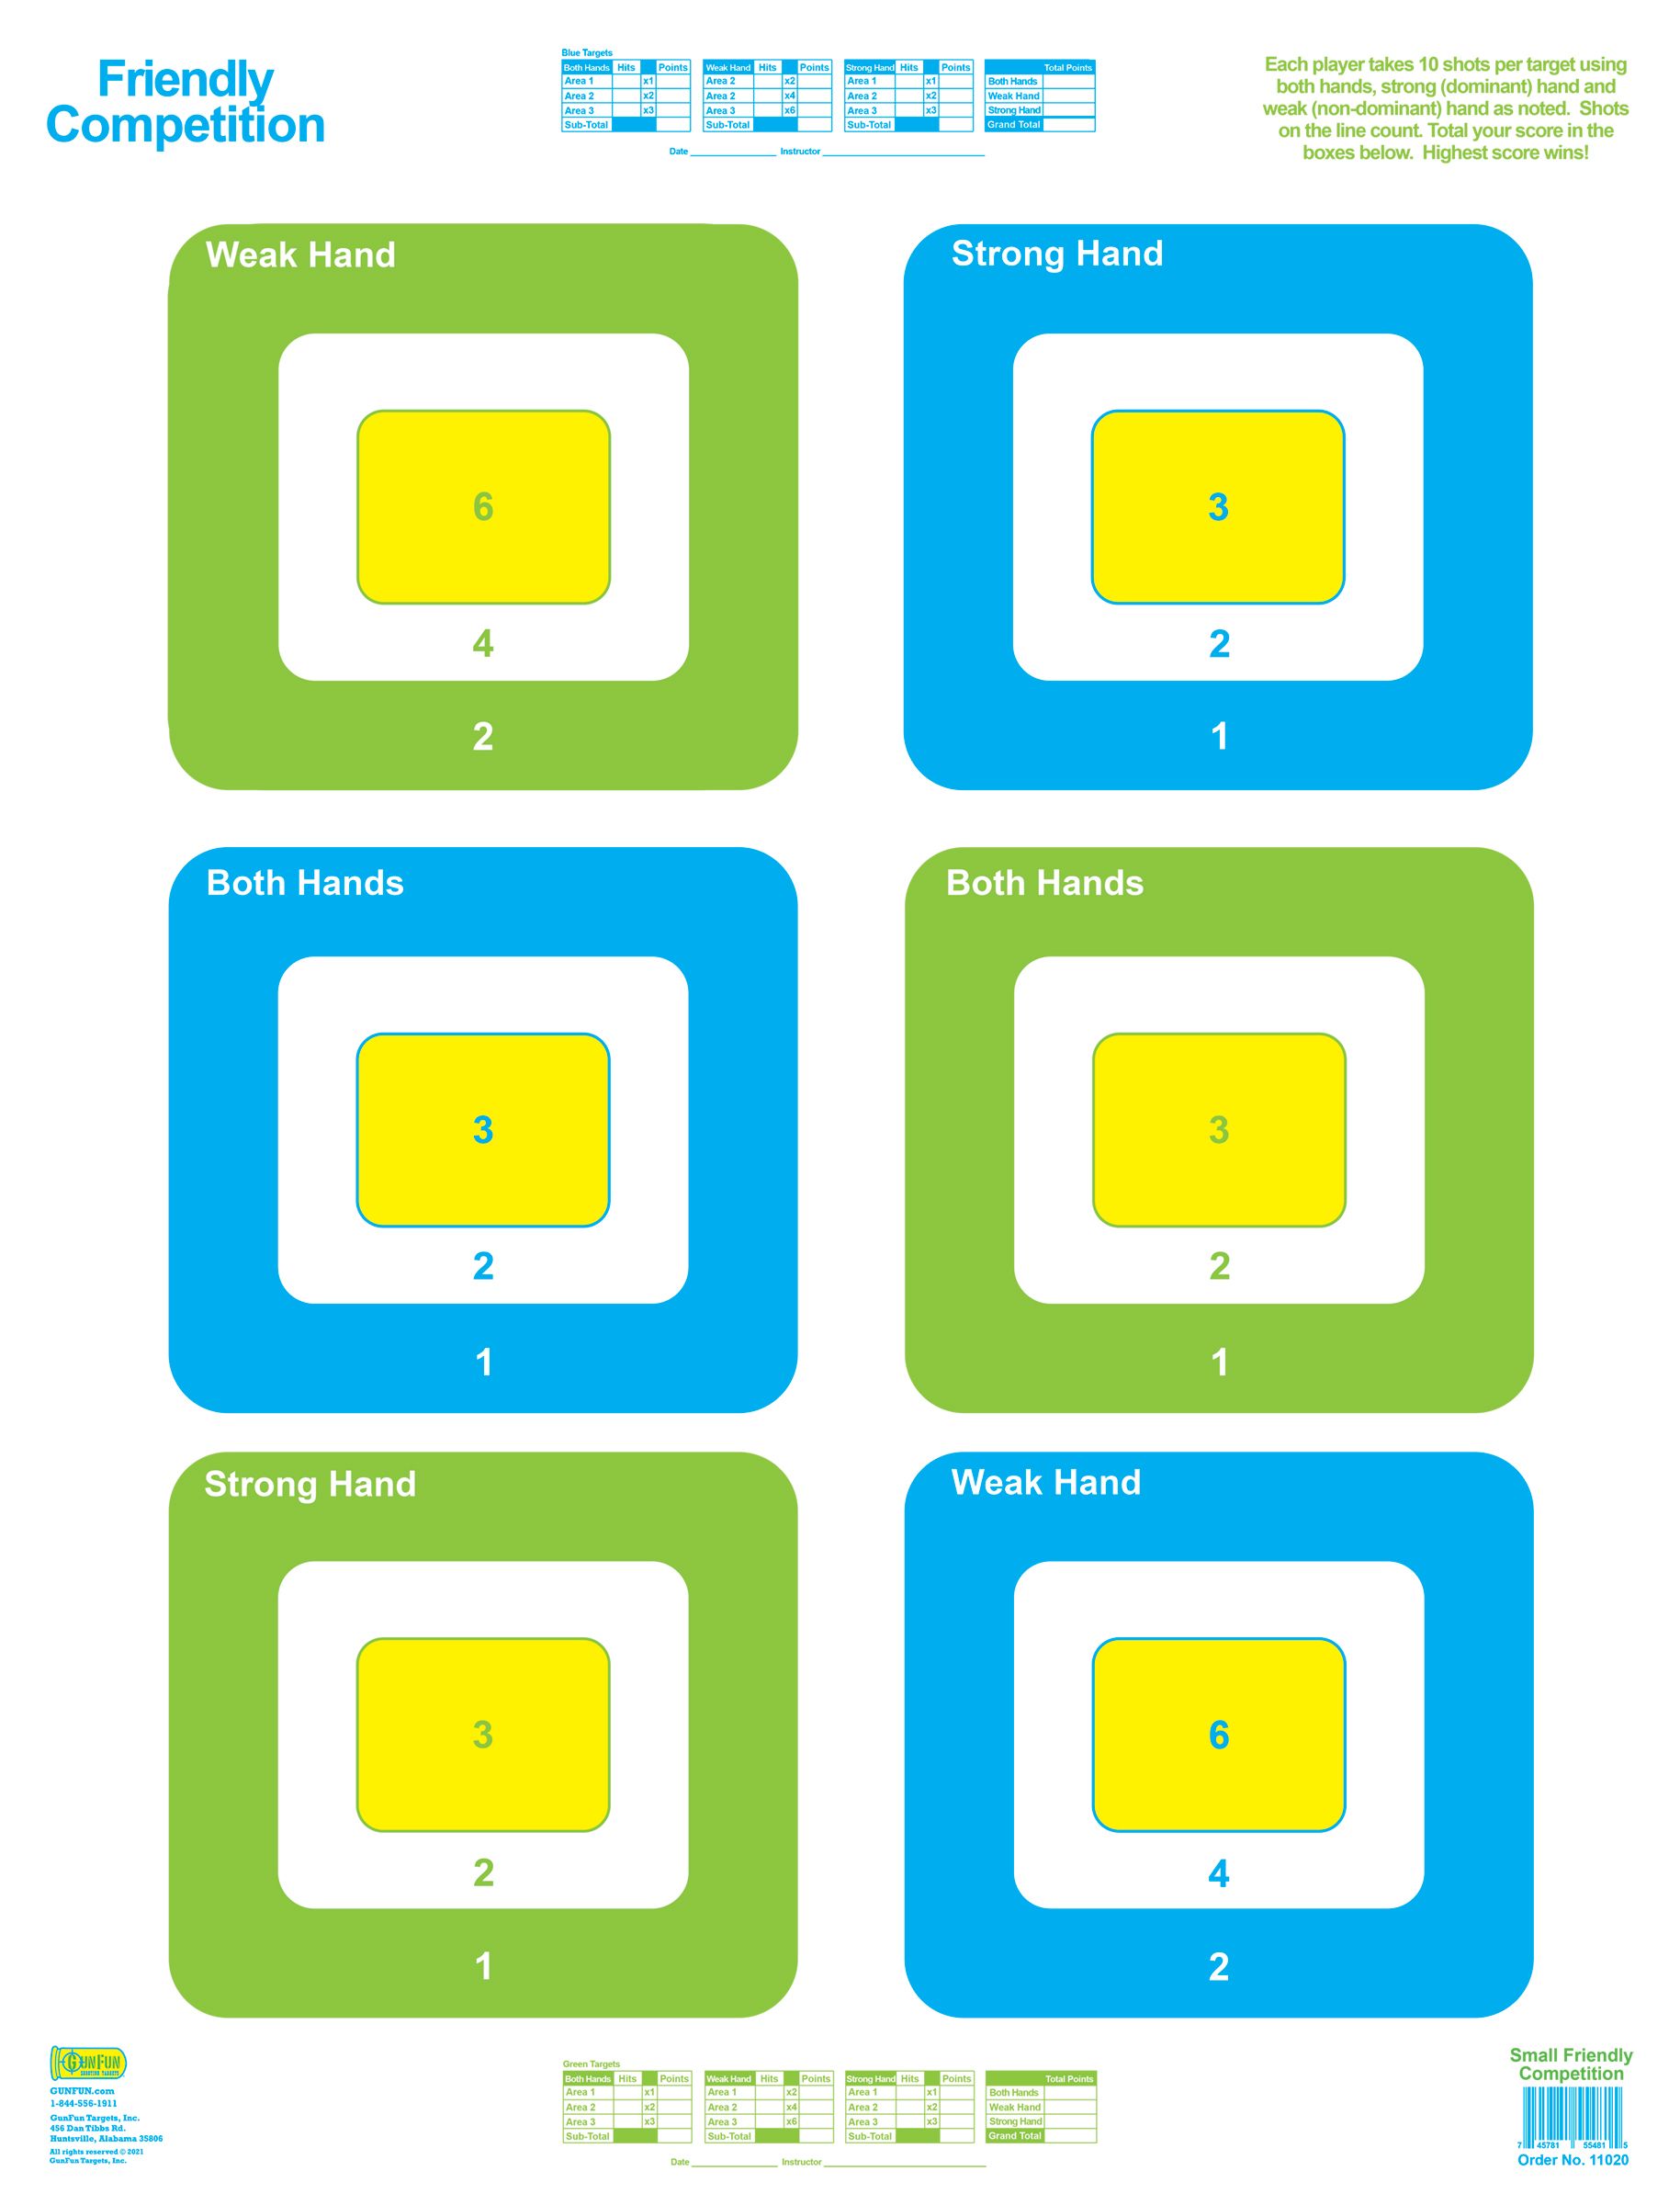 Friendly
Competition
Blue Targets
Both Hands Hits Points Weak Hand Hits Points Strong Hand Hits Points Total Points
Area 1 x1 Area 2 x2 Area 1 x1 Both Hands
Area 2 x2 Area 2 x4 Area 2 x2 Weak Hand
Area 3 x3 Area 3 x6 Area 3 x3 Strong Hand
Sub-Total Sub-Total Sub-Total Grand Total
Date Instructor
Each player takes 10 shots per target using
both hands, strong (dominant) hand and
weak (non-dominant) hand as noted.  Shots
on the line count. Total your score in the
boxes below.  Highest score wins!
Weak Hand
6
4
2
Strong Hand
3
2
1
Both Hands
3
2
1
Both Hands
3
2
1
Strong Hand
3
2
1
Weak Hand
6
4
2
GUNFUN
SHOOTING TARGETS
GUNFUN.com
1-844-556-1911
GunFun Targets, Inc.
456 Dan Tibbs Rd.
Huntsville, Alabama 35806
All rights reserved © 2021
GunFun Targets, Inc.
Green Targets
Both Hands Hits Points Weak Hand Hits Points Strong Hand Hits Points Total Points
Area 1 x1 Area 1 x2 Area 1 x1 Both Hands
Area 2 x2 Area 2 x4 Area 2 x2 Weak Hand
Area 3 x3 Area 3 x6 Area 3 x3 Strong Hand
Sub-Total Sub-Total Sub-Total Grand Total
Date Instructor
Small Friendly
Competition
7 45781 55481 5
Order No. 11020